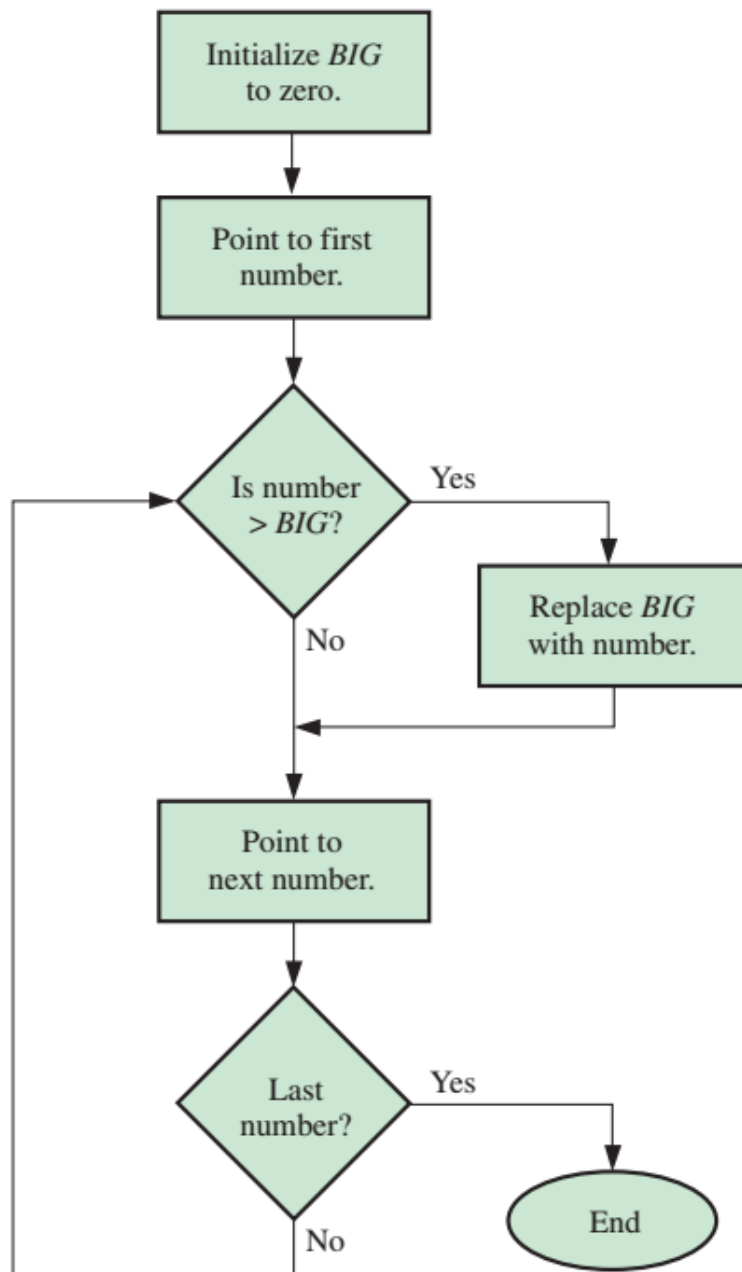 Initialize BIG
to zero.
Point to first
number.
Is number
> BIG?
Yes
Replace BIG
with number.
No
Point to
next number.
Last
number?
Yes
End
No